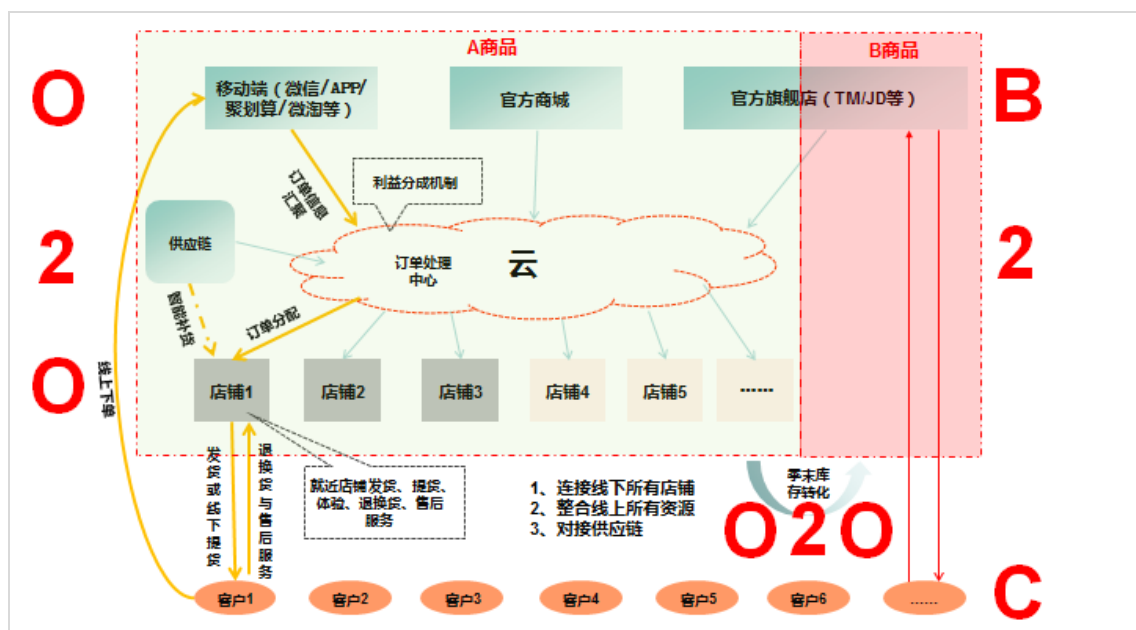 A商品
B商品
O
移动端（微信/APP/
聚划算/微淘等）
官方商城
官方旗舰店（TM/JD等）
B
订单信息
汇聚
利益分成机制
2
供应链
订单处理
中心
云
2
智能补货
订单分配
O
线上下单
店铺1
店铺2
店铺3
店铺4
店铺5
……
发货或线下提货
退换货与售后服务
就近店铺发货、提货、
体验、退换货、售后
服务
1、连接线下所有店铺
2、整合线上所有资源
3、对接供应链
季末库
存转化
O2O
客户1
客户2
客户3
客户4
客户5
客户6
……
C